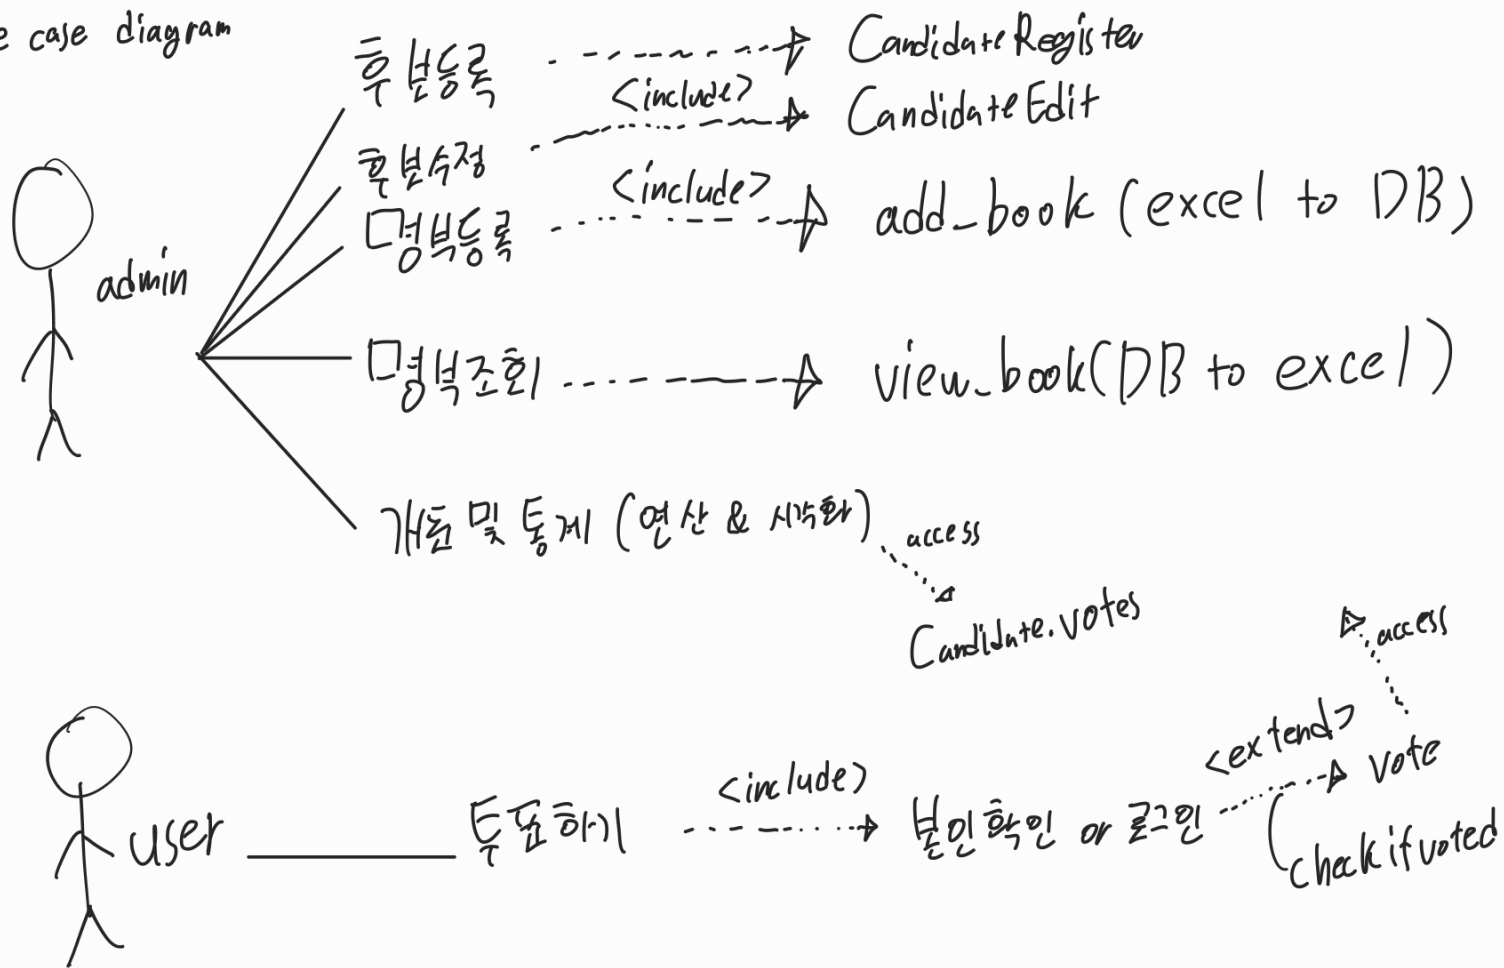 e case diagram
후보등록 CandidateRegister
<include>
후보수정 CandidateEdit
<include>
명부등록 add_book (excel to DB)
admin
명부조회 view_book(DB to excel)
개표 및 통계 (연산 & 시각화)
access
Candidate.votes
access
<extend>
vote
<include>
user 투표하기 본인확인 or 로그인
check if voted